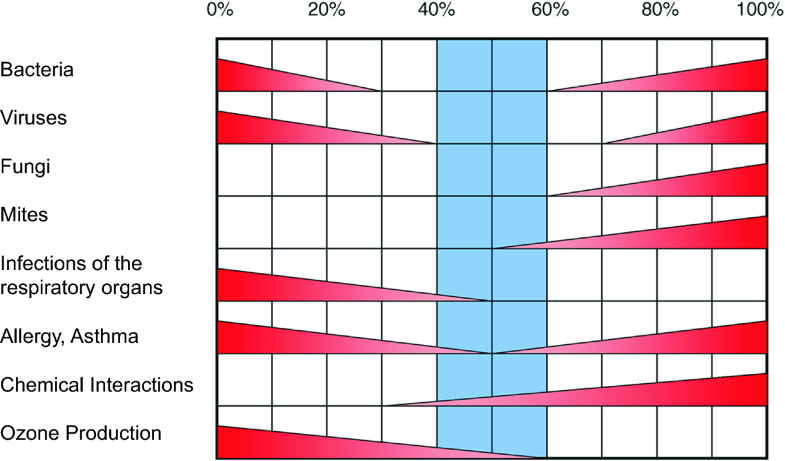 0% 20% 40% 60% 80% 100%
Bacteria
Viruses
Fungi
Mites
Infections of the
respiratory organs
Allergy, Asthma
Chemical Interactions
Ozone Production